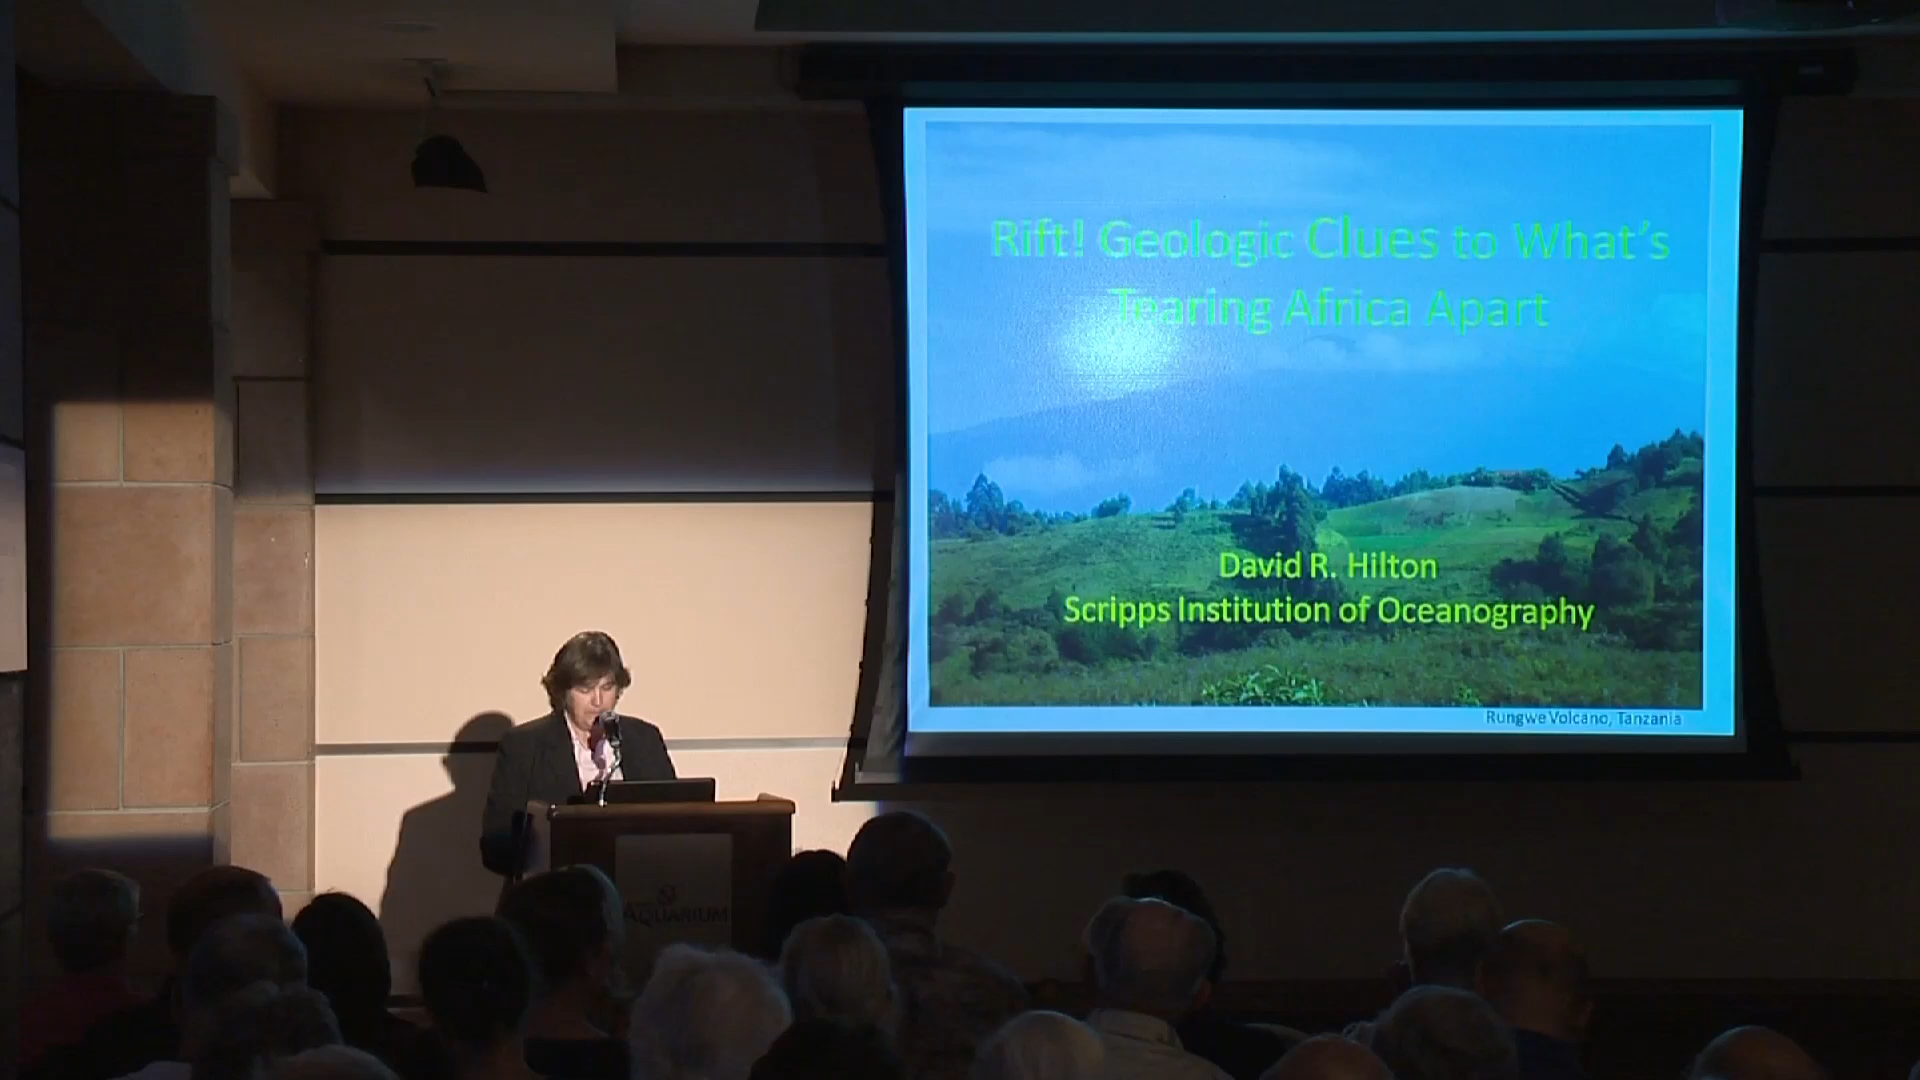 Rift! Geologic Clues to What's
Tearing Africa Apart
David R. Hilton
Scripps Institution of Oceanography
Rungwe Volcano, Tanzania
AQUARIUM